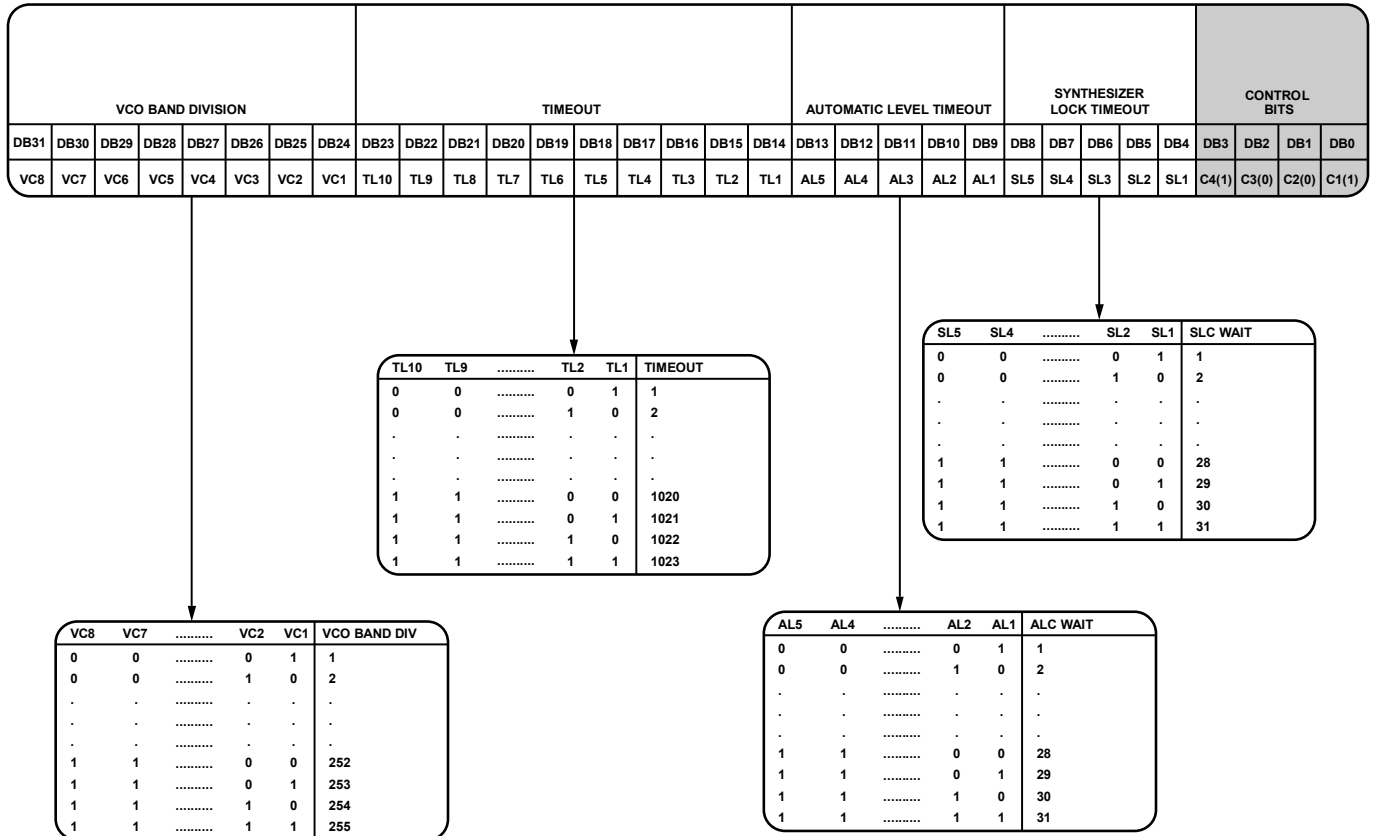 VCO BAND DIVISION TIMEOUT AUTOMATIC LEVEL TIMEOUT SYNTHESIZER LOCK TIMEOUT CONTROL BITS
DB31 DB30 DB29 DB28 DB27 DB26 DB25 DB24 DB23 DB22 DB21 DB20 DB19 DB18 DB17 DB16 DB15 DB14 DB13 DB12 DB11 DB10 DB9 DB8 DB7 DB6 DB5 DB4 DB3 DB2 DB1 DB0
VC8 VC7 VC6 VC5 VC4 VC3 VC2 VC1 TL10 TL9 TL8 TL7 TL6 TL5 TL4 TL3 TL2 TL1 AL5 AL4 AL3 AL2 AL1 SL5 SL4 SL3 SL2 SL1 C4(1) C3(0) C2(0) C1(1)
SL5 SL4 .......... SL2 SL1 SLC WAIT
0 0 .......... 0 1 1
0 0 .......... 1 0 2
. . .......... . . .
. . .......... . . .
. . .......... . . .
1 1 .......... 0 0 28
1 1 .......... 0 1 29
1 1 .......... 1 0 30
1 1 .......... 1 1 31
TL10 TL9 .......... TL2 TL1 TIMEOUT
0 0 .......... 0 1 1
0 0 .......... 1 0 2
. . .......... . . .
. . .......... . . .
. . .......... . . .
1 1 .......... 0 0 1020
1 1 .......... 0 1 1021
1 1 .......... 1 0 1022
1 1 .......... 1 1 1023
VC8 VC7 .......... VC2 VC1 VCO BAND DIV
0 0 .......... 0 1 1
0 0 .......... 1 0 2
. . .......... . . .
. . .......... . . .
. . .......... . . .
1 1 .......... 0 0 252
1 1 .......... 0 1 253
1 1 .......... 1 0 254
1 1 .......... 1 1 255
AL5 AL4 .......... AL2 AL1 ALC WAIT
0 0 .......... 0 1 1
0 0 .......... 1 0 2
. . .......... . . .
. . .......... . . .
. . .......... . . .
1 1 .......... 0 0 28
1 1 .......... 0 1 29
1 1 .......... 1 0 30
1 1 .......... 1 1 31